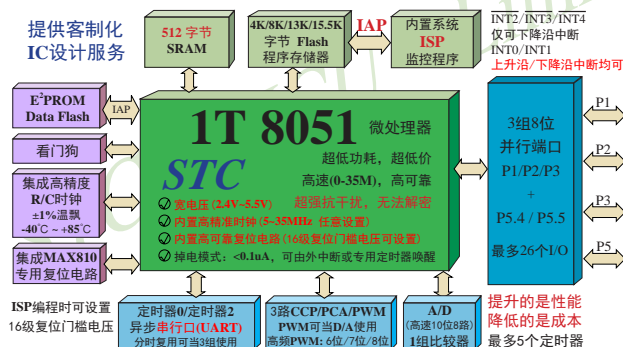 提供客制化
IC设计服务
512 字节
SRAM
4K/8K/13K/15.5K
字节 Flash
程序存储器
IAP
内置系统
ISP
监控程序
INT2 / INT3 / INT4
仅可下降沿中断
INT0/INT1
上升沿/下降沿中断均可
E²PROM
Data Flash
IAP
看门狗
集成高精度
R/C时钟
±1%温飘
-40℃ ~ +85℃
集成MAX810
专用复位电路
1T 8051 微处理器
STC
超低功耗，超低价
高速(0-35M)，高可靠
宽电压(2.4V~5.5V)
超强抗干扰，无法解密
内置高精准时钟(5~35MHz 任意设置)
内置高可靠复位电路(16级复位门槛电压可设置)
掉电模式：<0.1uA，可由外中断或专用定时器唤醒
3组8位
并行端口
P1/P2/P3
+
P5.4 / P5.5
最多26个I/O
P1
P2
P3
P5
ISP编程时可设置
16级复位门槛电压
定时器0/定时器2
异步串行口(UART)
分时复用可当3组使用
3路CCP/PCA/PWM
PWM可当D/A使用
高频PWM: 6位/7位/8位
A/D
(高速10位8路)
1组比较器
提升的是性能
降低的是成本
最多5个定时器